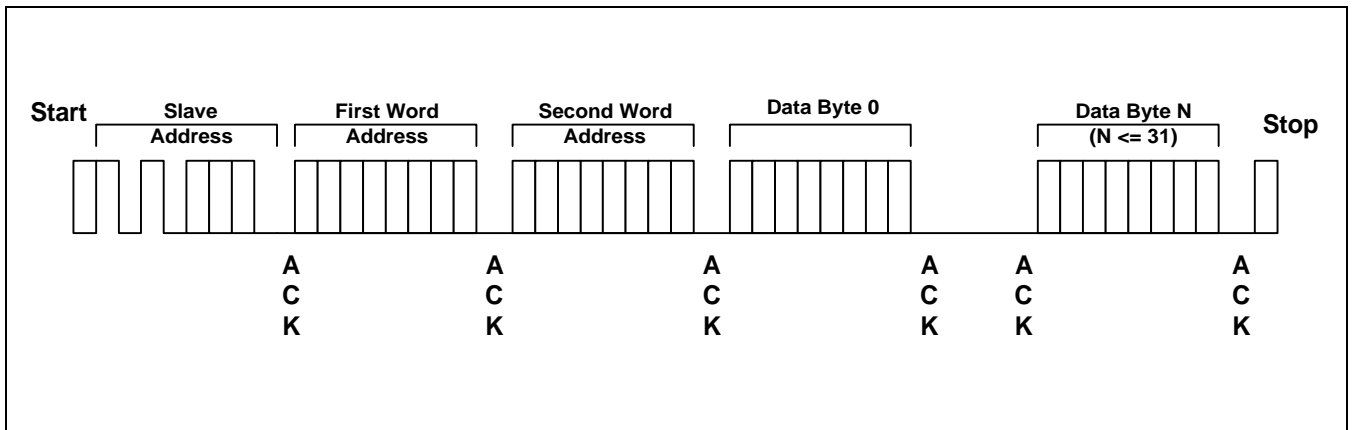 Start
Slave
Address
First Word
Address
Second Word
Address
Data Byte 0
Data Byte N
(N <= 31)
Stop
A
C
K
A
C
K
A
C
K
A
C
K
A
C
K
A
C
K